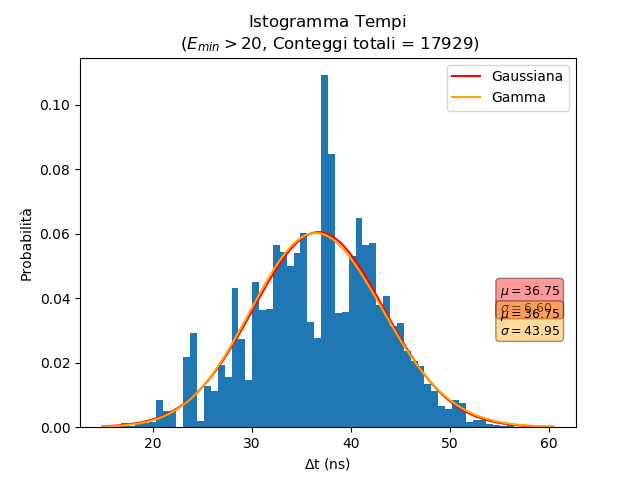 Istogramma Tempi
(E_min > 20, Conteggi totali = 17929)
Gaussiana
Gamma
0.10
0.08
0.06
0.04
0.02
0.00
Probabilità
μ = 36.75
σ = 6.60
μ = 36.75
σ = 43.95
20
30
40
50
60
Δt (ns)